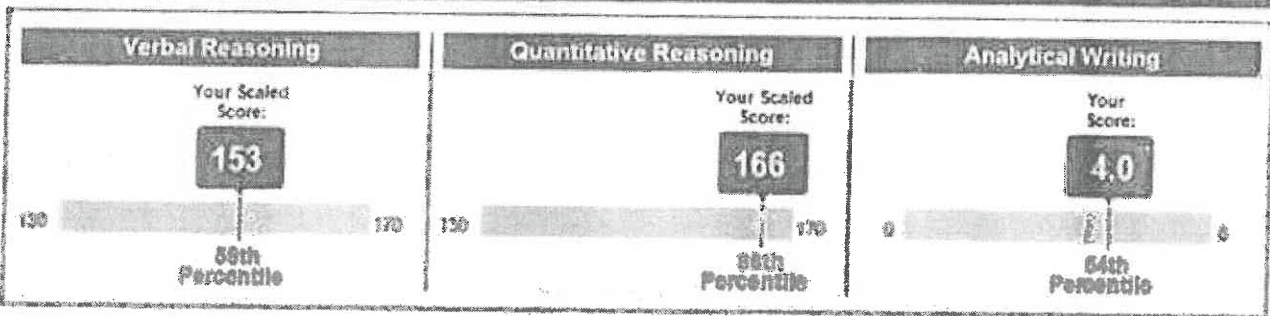 Verbal Reasoning
Your Scaled
Score:
153
130
170
Percentile
Quantitative Reasoning
Your Scaled
Score:
166
130
170
Percentile
Analytical Writing
Your
Score:
4.0
0
6
Percentile